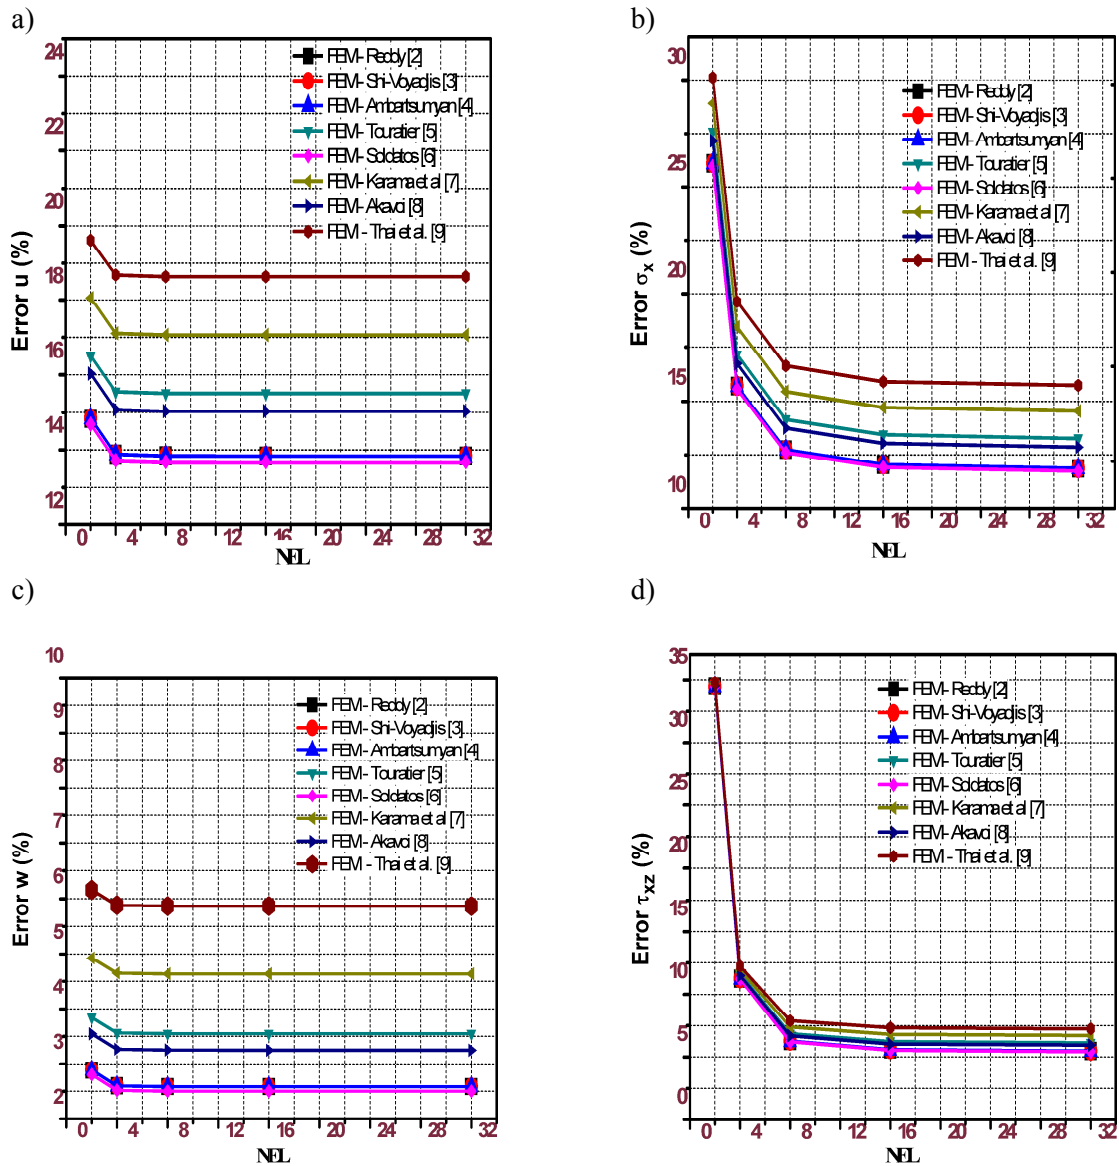 a)
24
22
20
18
16
14
12
Error u (%)
FEM - Reddy [2]
FEM - Shi-Voyadjis [3]
FEM - Ambartsumyan [4]
FEM - Touratier [5]
FEM - Soldatos [6]
FEM - Karama et al [7]
FEM - Akavci [8]
FEM - Thai et al. [9]
0 4 8 12 16 20 24 28 32
NEL
b)
30
25
20
15
10
Error σx (%)
FEM - Reddy [2]
FEM - Shi-Voyadjis [3]
FEM - Ambartsumyan [4]
FEM - Touratier [5]
FEM - Soldatos [6]
FEM - Karama et al [7]
FEM - Akavci [8]
FEM - Thai et al. [9]
0 4 8 12 16 20 24 28 32
NEL
c)
10
9
8
7
6
5
4
3
2
Error w (%)
FEM - Reddy [2]
FEM - Shi-Voyadjis [3]
FEM - Ambartsumyan [4]
FEM - Touratier [5]
FEM - Soldatos [6]
FEM - Karama et al [7]
FEM - Akavci [8]
FEM - Thai et al. [9]
0 4 8 12 16 20 24 28 32
NEL
d)
35
30
25
20
15
10
5
0
Error τxz (%)
FEM - Reddy [2]
FEM - Shi-Voyadjis [3]
FEM - Ambartsumyan [4]
FEM - Touratier [5]
FEM - Soldatos [6]
FEM - Karama et al [7]
FEM - Akavci [8]
FEM - Thai et al. [9]
0 4 8 12 16 20 24 28 32
NEL